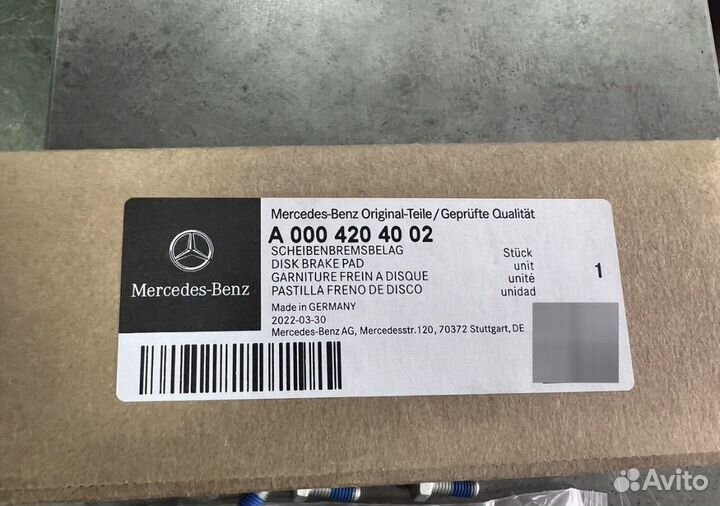 Mercedes-Benz Original-Teile/Geprüfte Qualität
A 000 420 40 02
SCHEIBENBREMSBELAG
DISK BRAKE PAD
GARNITURE FREIN A DISQUE
PASTILLA FRENO DE DISCO
Stück
unit
unité
unidad
1
Made in GERMANY
2022-03-30
Mercedes-Benz AG, Mercedesstr. 120, 70372 Stuttgart, DE
Mercedes-Benz
Avito